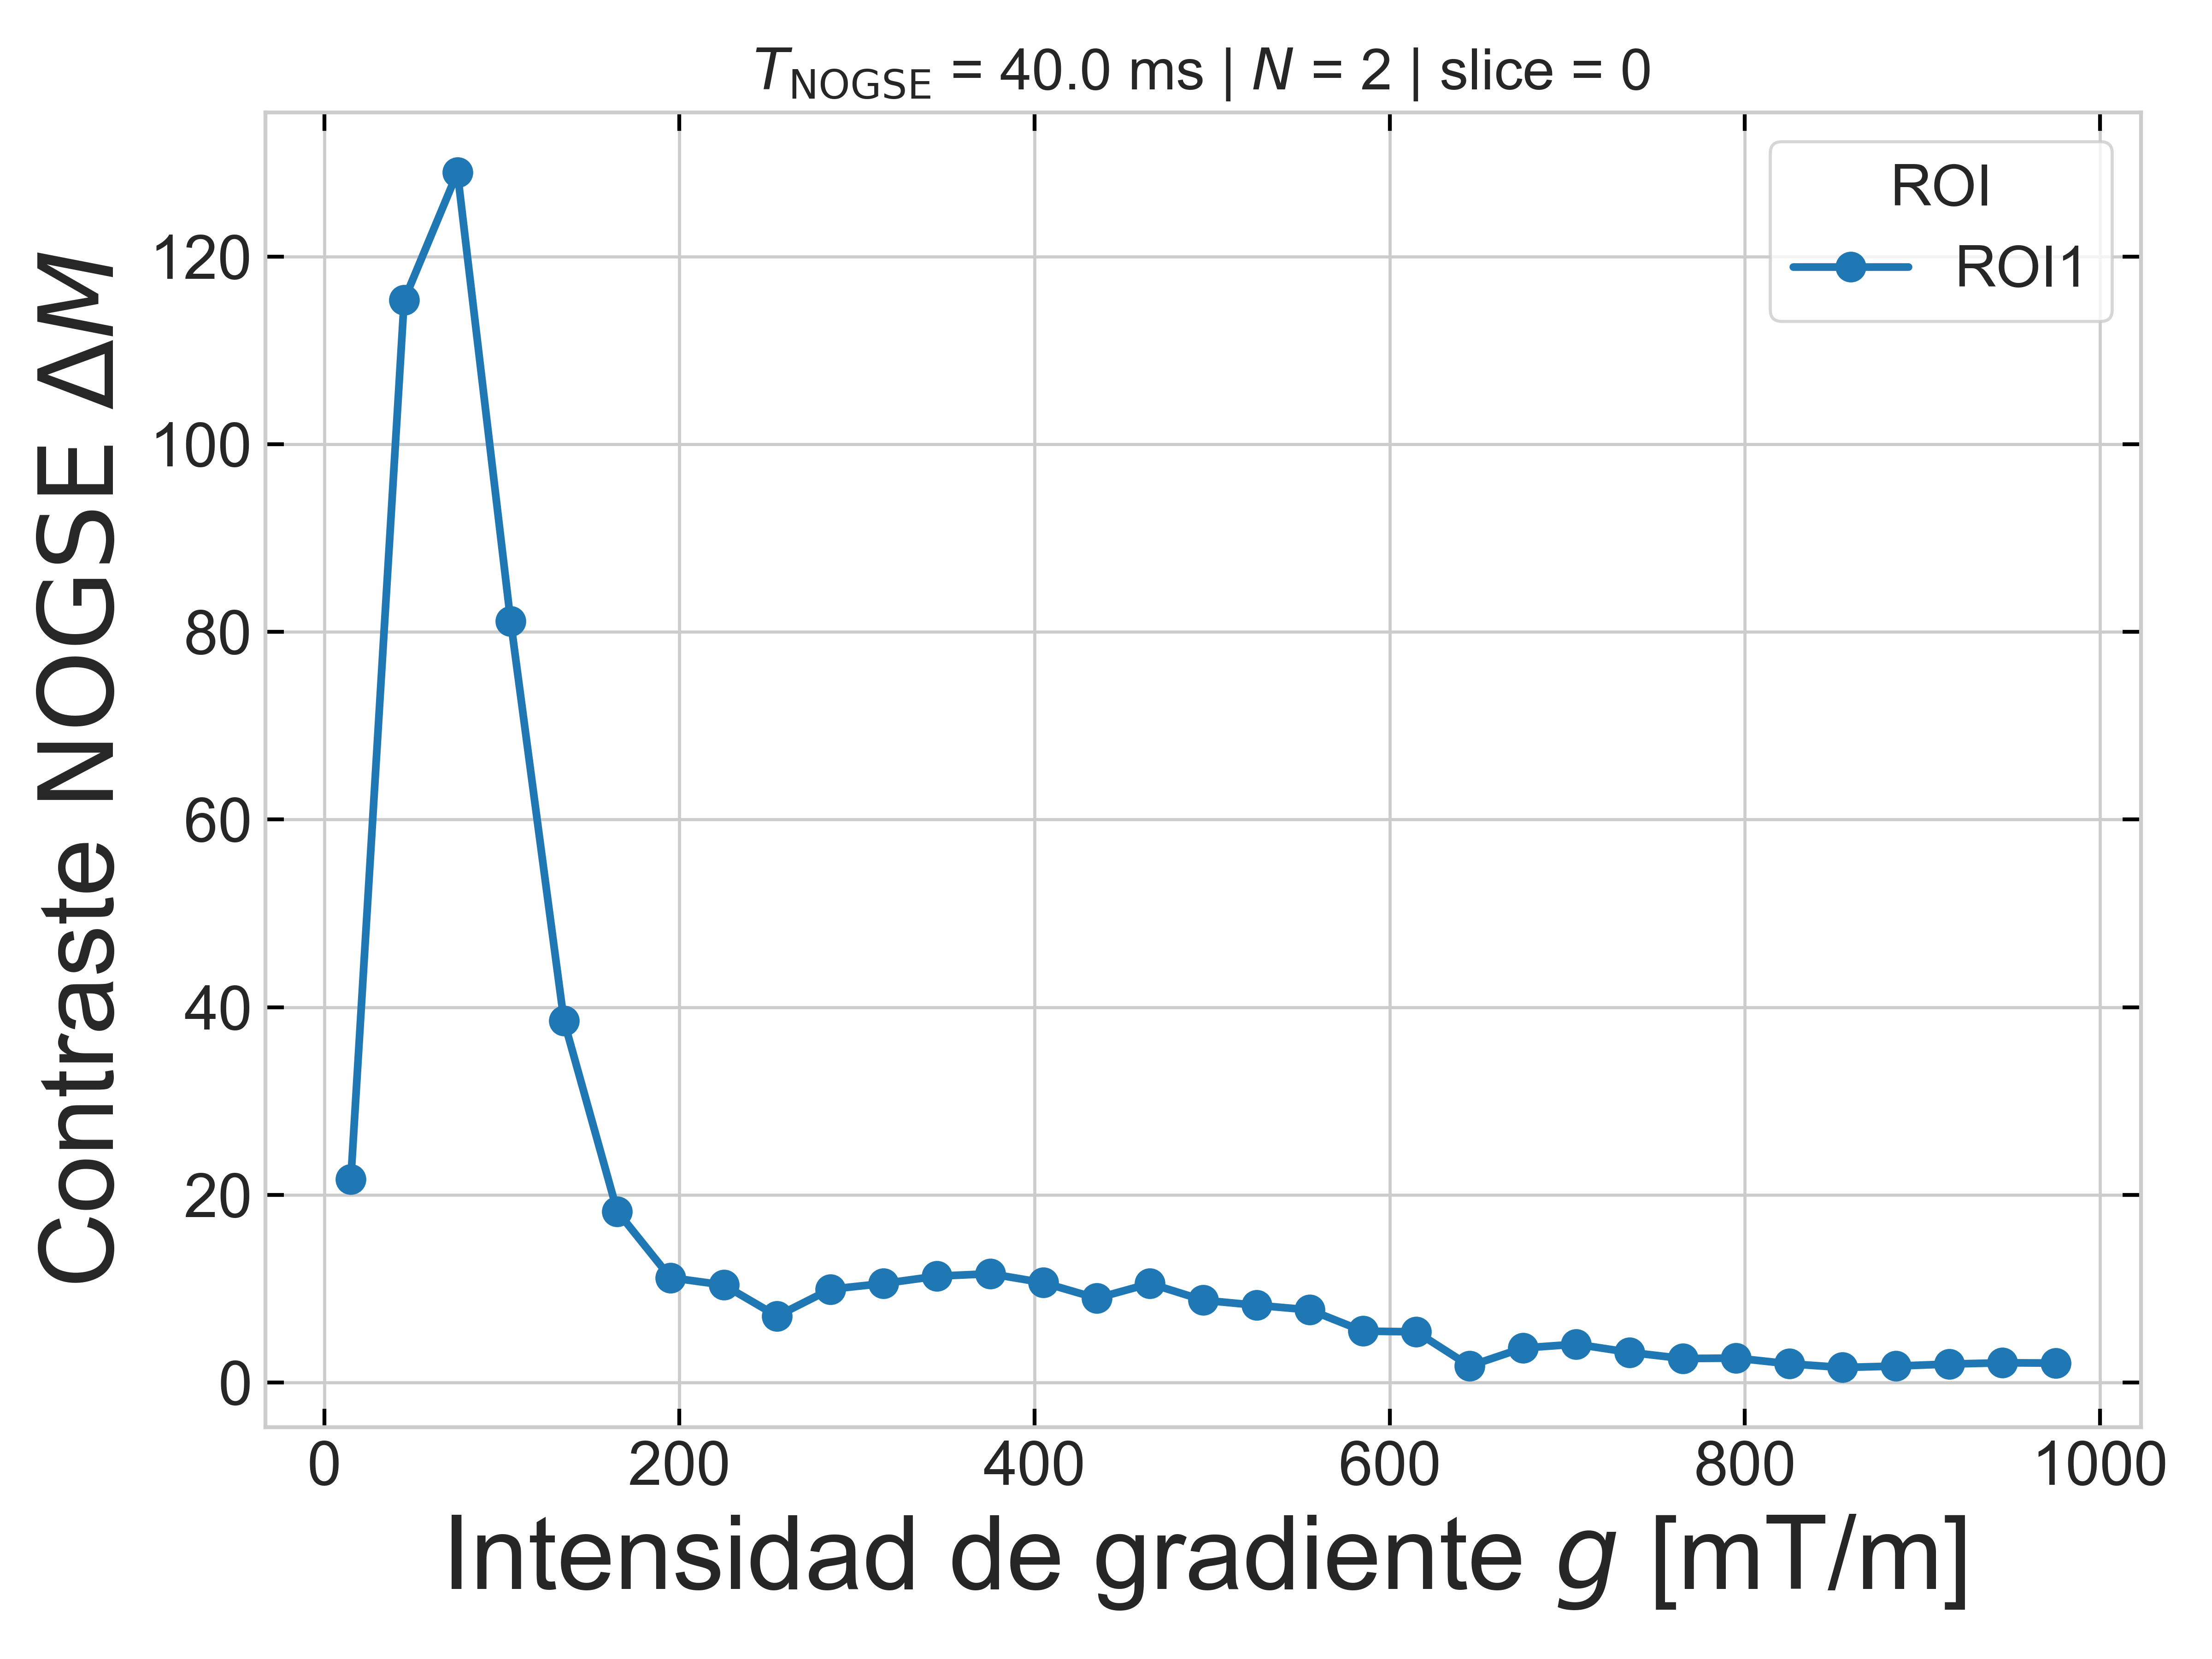 T_NOGSE = 40.0 ms | N = 2 | slice = 0
Contraste NOGSE ΔM
120
100
80
60
40
20
0
ROI
ROI1
0 200 400 600 800 1000
Intensidad de gradiente g [mT/m]